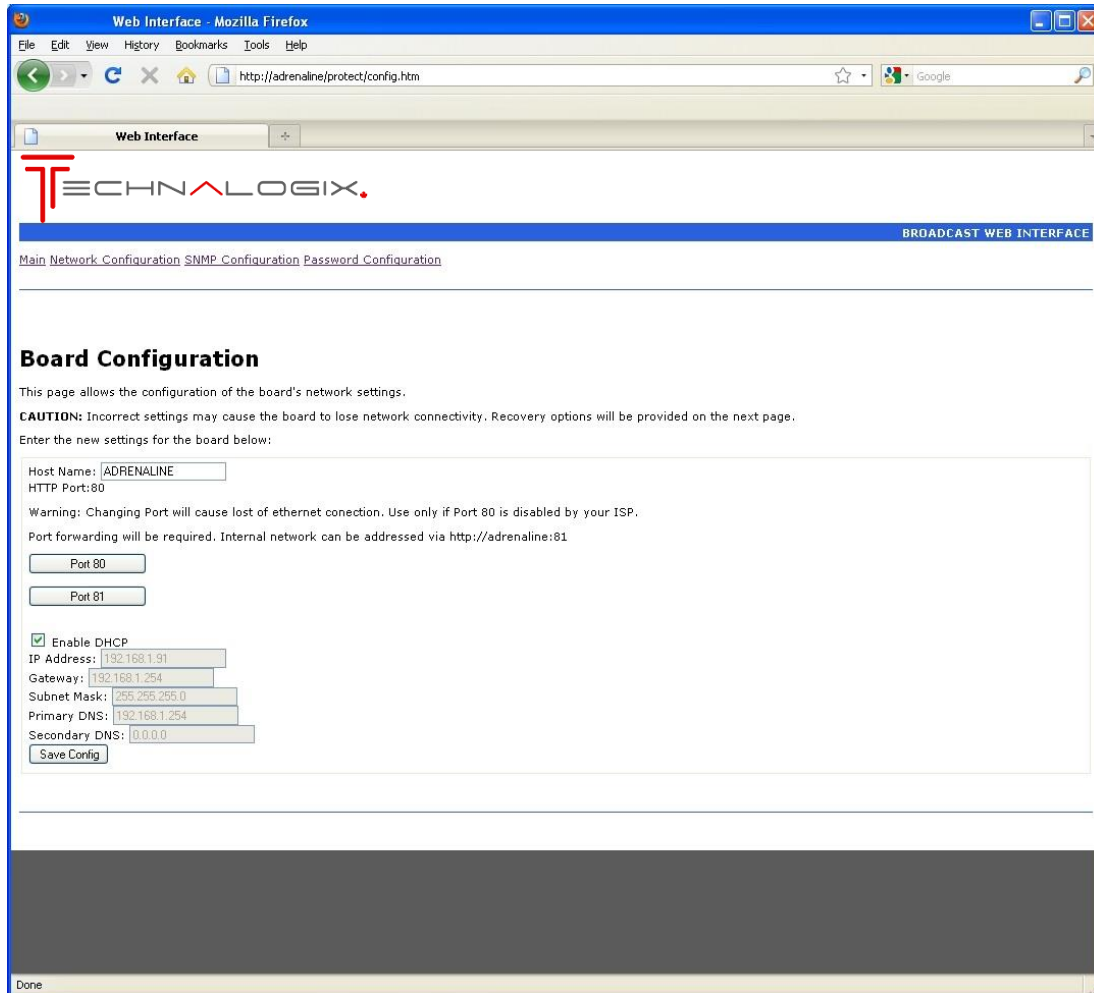 Web Interface - Mozilla Firefox
File Edit View History Bookmarks Tools Help
http://adrenaline/protect/config.htm
Google
Web Interface
TECHNALOGIX.
BROADCAST WEB INTERFACE
Main Network Configuration SNMP Configuration Password Configuration
Board Configuration
This page allows the configuration of the board's network settings.
CAUTION: Incorrect settings may cause the board to lose network connectivity. Recovery options will be provided on the next page.
Enter the new settings for the board below:
Host Name: ADRENALINE
HTTP Port:80
Warning: Changing Port will cause lost of ethernet conection. Use only if Port 80 is disabled by your ISP.
Port forwarding will be required. Internal network can be addressed via http://adrenaline:81
Port 80
Port 81
Enable DHCP
IP Address: 192.168.1.91
Gateway: 192.168.1.254
Subnet Mask: 255.255.255.0
Primary DNS: 192.168.1.254
Secondary DNS: 0.0.0.0
Save Config
Done